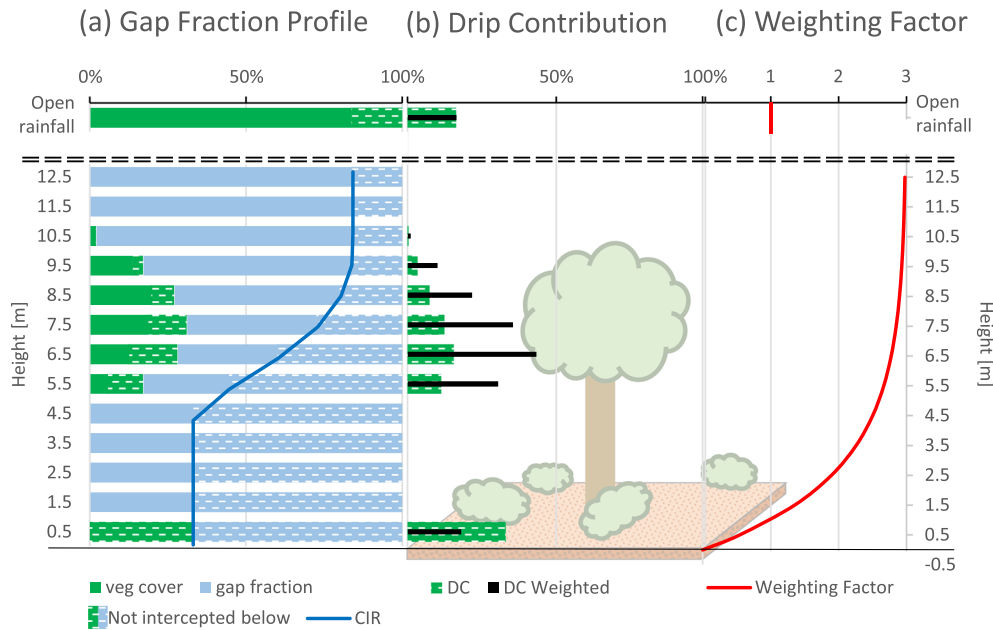 (a) Gap Fraction Profile
(b) Drip Contribution
(c) Weighting Factor
0% 50% 100% 50% 100% 1 2 3
Open rainfall
Open rainfall
12.5 12.5
11.5 11.5
10.5 10.5
9.5 9.5
8.5 8.5
7.5 7.5
6.5 6.5
5.5 5.5
4.5 4.5
3.5 3.5
2.5 2.5
1.5 1.5
0.5 0.5
-0.5
Height [m]
Height [m]
veg cover gap fraction DC DC Weighted Weighting Factor
Not intercepted below CIR